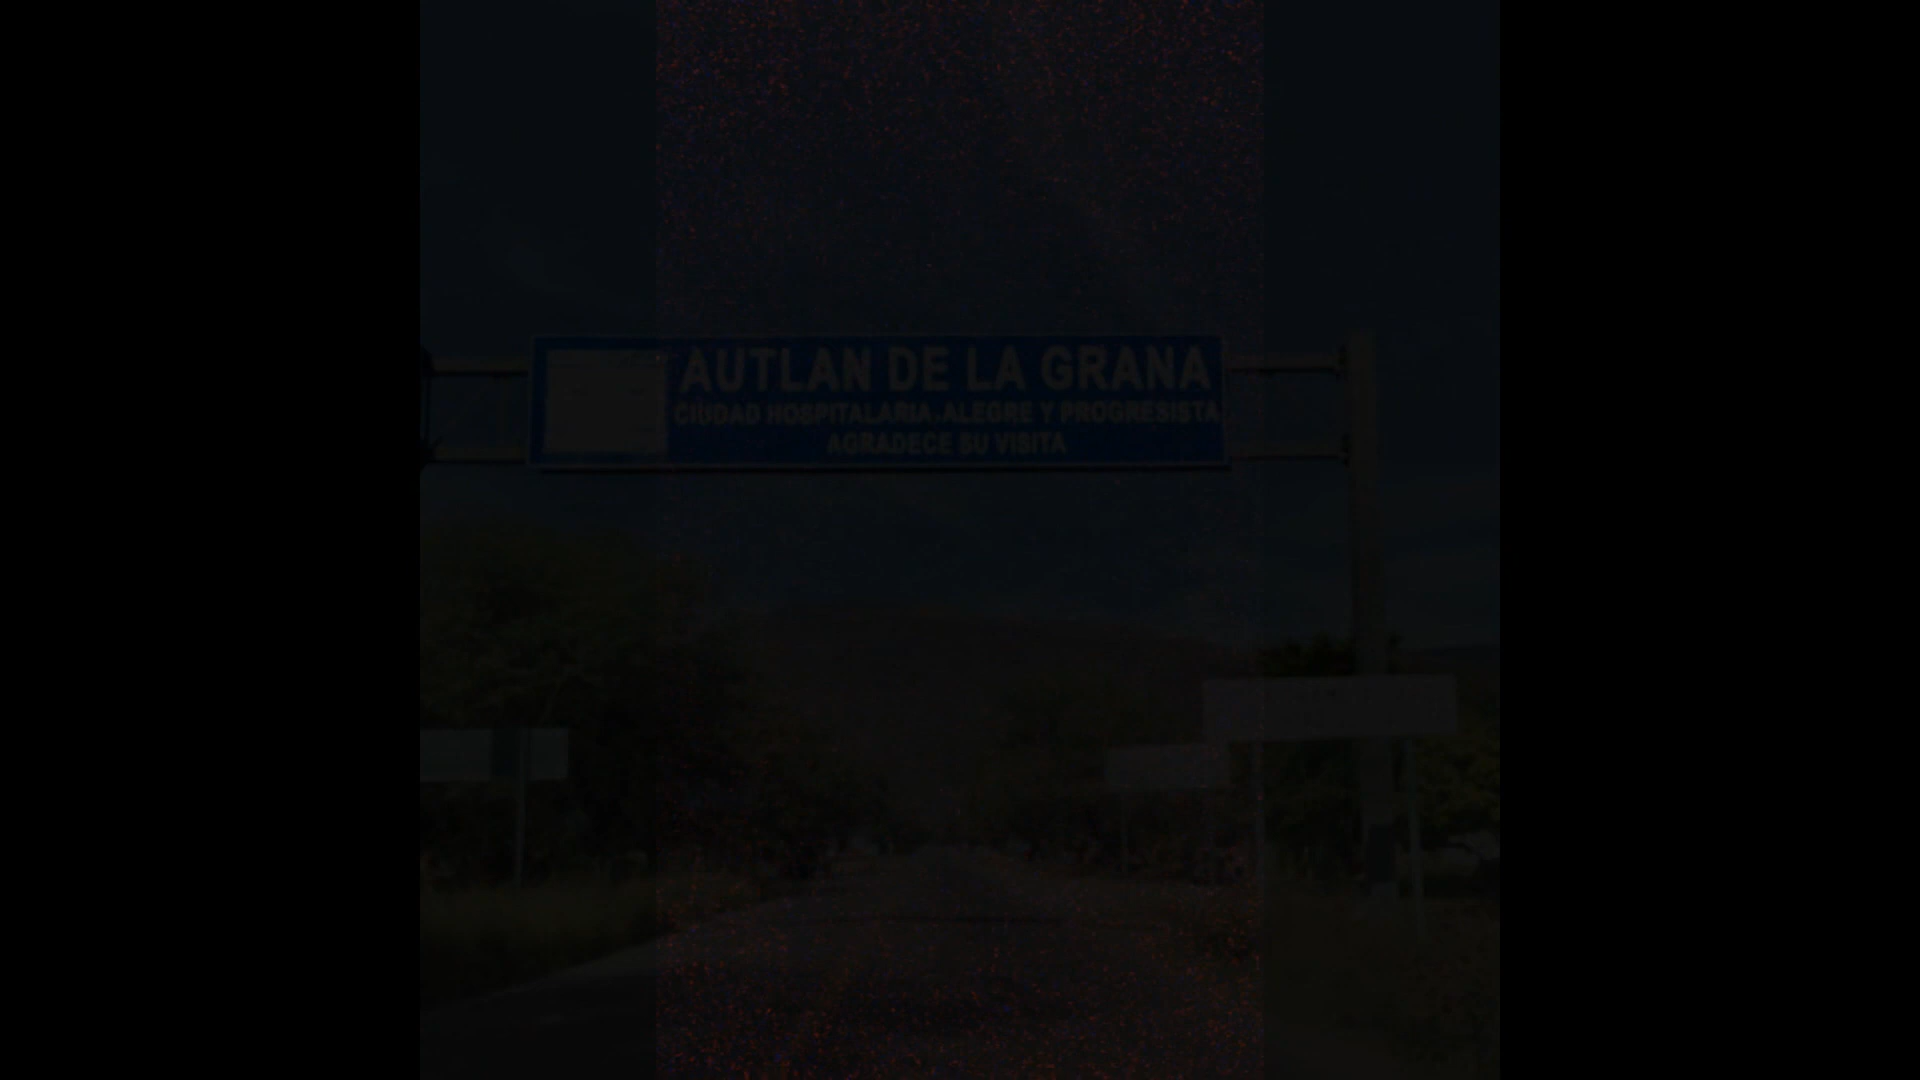 AUTLAN DE LA GRANA
CIUDAD HOSPITALARIA, ALEGRE Y PROGRESISTA
AGRADECE SU VISITA